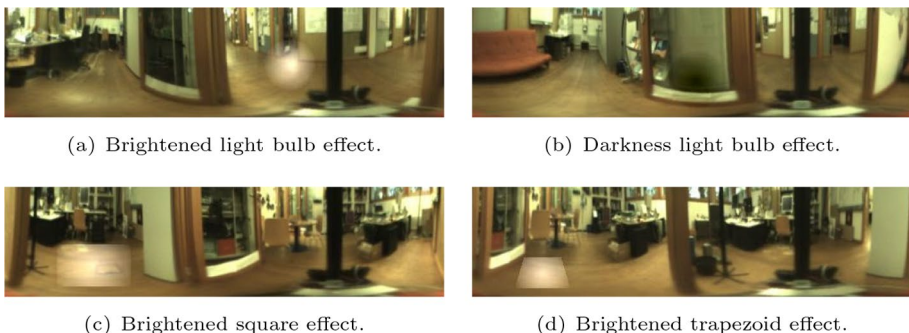 (a) Brightened light bulb effect.
(b) Darkness light bulb effect.
(c) Brightened square effect.
(d) Brightened trapezoid effect.